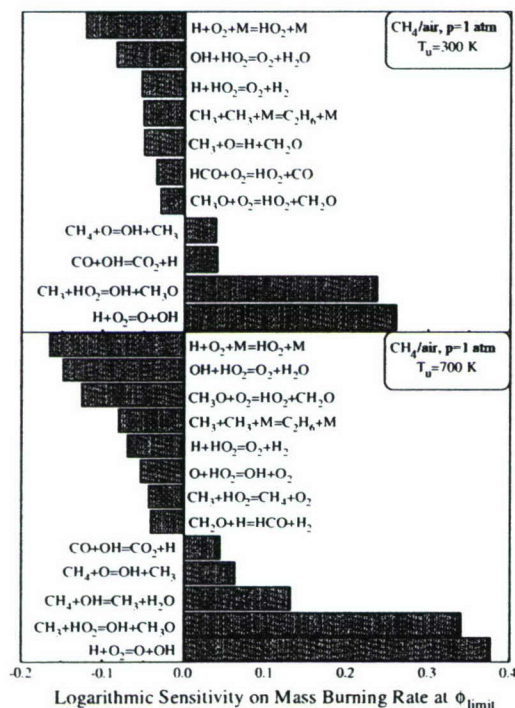 CH₄/air, p=1 atm
Tᵤ=300 K
H+O₂+M=HO₂+M
OH+HO₂=O₂+H₂O
H+HO₂=O₂+H₂
CH₃+CH₃+M=C₂H₆+M
CH₃+O=H+CH₂O
HCO+O₂=HO₂+CO
CH₃O+O₂=HO₂+CH₂O
CH₄+O=OH+CH₃
CO+OH=CO₂+H
CH₃+HO₂=OH+CH₃O
H+O₂=O+OH
CH₄/air, p=1 atm
Tᵤ=700 K
H+O₂+M=HO₂+M
OH+HO₂=O₂+H₂O
CH₃O+O₂=HO₂+CH₂O
CH₃+CH₃+M=C₂H₆+M
H+HO₂=O₂+H₂
O+HO₂=OH+O₂
CH₃+HO₂=CH₄+O₂
CH₂O+H=HCO+H₂
CO+OH=CO₂+H
CH₄+O=OH+CH₃
CH₄+OH=CH₃+H₂O
CH₃+HO₂=OH+CH₃O
H+O₂=O+OH
-0.2 -0.1 0.0 0.1 0.2 0.3 0.4
Logarithmic Sensitivity on Mass Burning Rate at ϕlimit